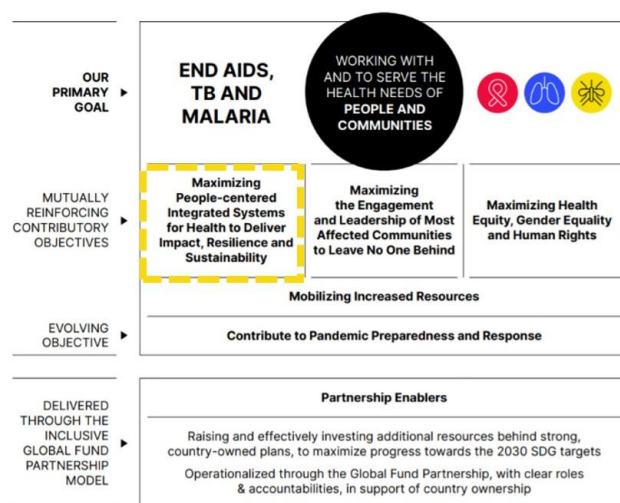 OUR
PRIMARY
GOAL
END AIDS,
TB AND
MALARIA
WORKING WITH
AND TO SERVE THE
HEALTH NEEDS OF
PEOPLE AND
COMMUNITIES
MUTUALLY
REINFORCING
CONTRIBUTORY
OBJECTIVES
Maximizing
People-centered
Integrated Systems
for Health to Deliver
Impact, Resilience and
Sustainability
Maximizing
the Engagement
and Leadership of Most
Affected Communities
to Leave No One Behind
Maximizing Health
Equity, Gender Equality
and Human Rights
Mobilizing Increased Resources
EVOLVING
OBJECTIVE
Contribute to Pandemic Preparedness and Response
DELIVERED
THROUGH THE
INCLUSIVE
GLOBAL FUND
PARTNERSHIP
MODEL
Partnership Enablers
Raising and effectively investing additional resources behind strong,
country-owned plans, to maximize progress towards the 2030 SDG targets
Operationalized through the Global Fund Partnership, with clear roles
& accountabilities, in support of country ownership